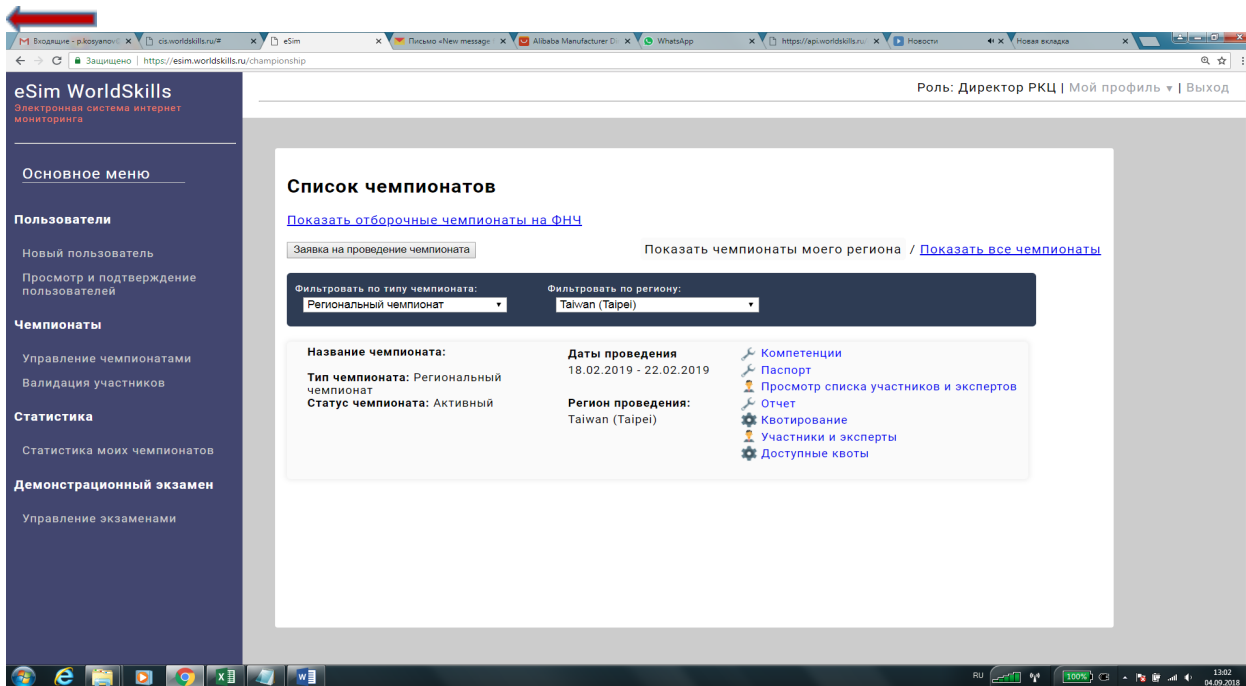 Входящие - p.kosyanov@
cis.worldskills.ru/#
eSim
Письмо «New message
Alibaba Manufacturer Di
WhatsApp
https://api.worldskills.ru
Новости
Новая вкладка
Защищено | https://esim.worldskills.ru/championship
eSim WorldSkills
Электронная система интернет
мониторинга
Роль: Директор РКЦ | Мой профиль ▾ | Выход
Основное меню
Пользователи
Новый пользователь
Просмотр и подтверждение
пользователей
Чемпионаты
Управление чемпионатами
Валидация участников
Статистика
Статистика моих чемпионатов
Демонстрационный экзамен
Управление экзаменами
Список чемпионатов
Показать отборочные чемпионаты на ФНЧ
Заявка на проведение чемпионата
Показать чемпионаты моего региона / Показать все чемпионаты
Фильтровать по типу чемпионата:
Региональный чемпионат
Фильтровать по региону:
Taiwan (Taipei)
Название чемпионата:
Тип чемпионата: Региональный
чемпионат
Статус чемпионата: Активный
Даты проведения
18.02.2019 - 22.02.2019
Регион проведения:
Taiwan (Taipei)
Компетенции
Паспорт
Просмотр списка участников и экспертов
Отчет
Квотирование
Участники и эксперты
Доступные квоты
RU
100%
13:02
04.09.2018